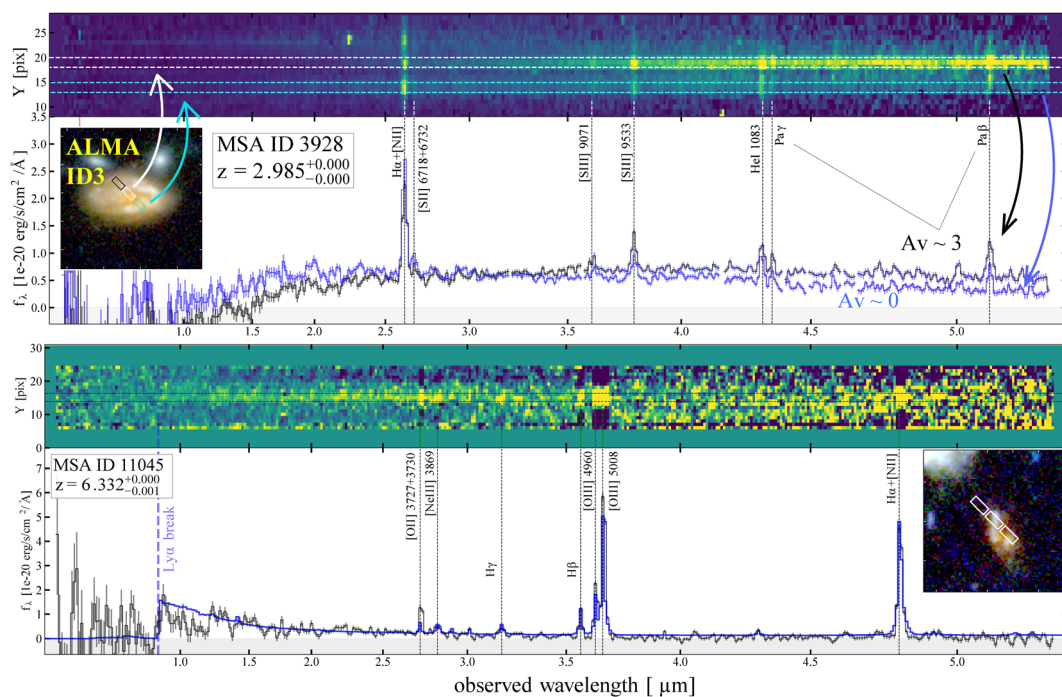 25
20
15
10
Y [pix]
3.5
3.0
2.5
2.0
1.5
1.0
0.5
0.0
f_λ [1e-20 erg/s/cm² /Å]
ALMA
ID3
MSA ID 3928
z = 2.985 +0.000 −0.000
Hα+[NII]
[SII] 6718+6732
[SIII] 9071
[SIII] 9533
HeI 1083
Pa γ
Pa β
Av ~ 3
Av ~ 0
1.0 1.5 2.0 2.5 3.0 3.5 4.0 4.5 5.0
30
20
10
0
Y [pix]
7
6
5
4
3
2
1
0
f_λ [1e-20 erg/s/cm²/Å]
MSA ID 11045
z = 6.332 +0.000 −0.001
Lyα break
[OII] 3727+3730
[NeIII] 3869
Hγ
Hβ
[OIII] 4960
[OIII] 5008
Hα+[NII]
1.0 1.5 2.0 2.5 3.0 3.5 4.0 4.5 5.0
observed wavelength [ μm]